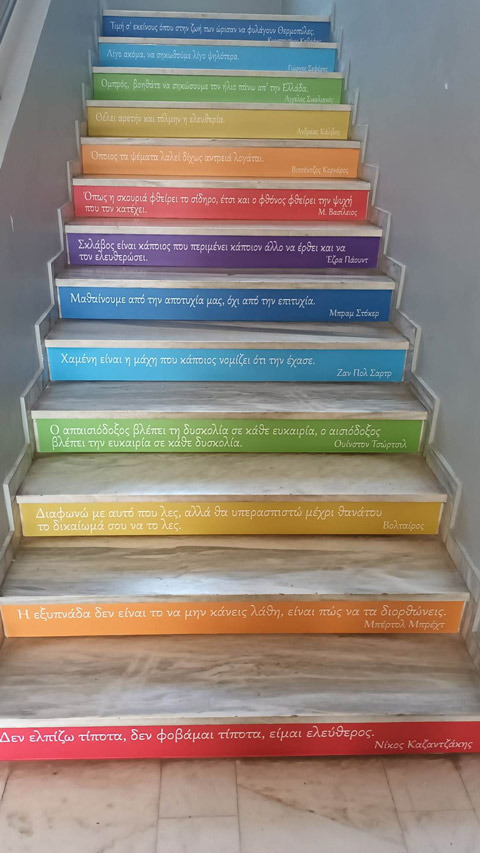 Τιμή σ' εκείνους όπου στην ζωή των ώρισαν να φυλάγουν Θερμοπύλες.
Κωνσταντίνος Καβάφης
Λίγο ακόμα, να σηκωθούμε λίγο ψηλότερα.
Γιώργος Σεφέρης
Ομπρός, βοηθάτε να σηκώσουμε τον ήλιο πάνω απ' την Ελλάδα.
Άγγελος Σικελιανός
Θέλει αρετήν και τόλμην η ελευθερία.
Ανδρέας Κάλβος
Όποιος τα ψέματα λαλεί δίχως αντρειά λογάται.
Βιτσέντζος Κορνάρος
Όπως η σκουριά φθείρει το σίδηρο, έτσι και ο φθόνος φθείρει την ψυχή
που τον κατέχει.
Μ. Βασίλειος
Σκλάβος είναι κάποιος που περιμένει κάποιον άλλο να έρθει και να
τον ελευθερώσει.
Έζρα Πάουντ
Μαθαίνουμε από την αποτυχία μας, όχι από την επιτυχία.
Μπραμ Στόκερ
Χαμένη είναι η μάχη που κάποιος νομίζει ότι την έχασε.
Ζαν Πολ Σαρτρ
Ο απαισιόδοξος βλέπει τη δυσκολία σε κάθε ευκαιρία, ο αισιόδοξος
βλέπει την ευκαιρία σε κάθε δυσκολία.
Ουίνστον Τσώρτσιλ
Διαφωνώ με αυτό που λες, αλλά θα υπερασπιστώ μέχρι θανάτου
το δικαίωμά σου να το λες.
Βολταίρος
Η εξυπνάδα δεν είναι το να μην κάνεις λάθη, είναι πώς να τα διορθώνεις.
Μπέρτολ Μπρέχτ
Δεν ελπίζω τίποτα, δεν φοβάμαι τίποτα, είμαι ελεύθερος.
Νίκος Καζαντζάκης